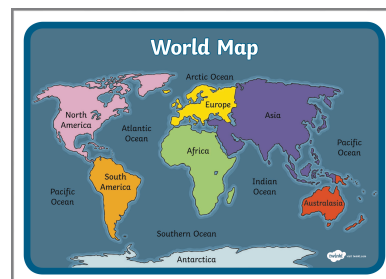 World Map
Arctic Ocean
North
America
Europe
Asia
Atlantic
Ocean
Pacific
Ocean
Africa
South
America
Indian
Ocean
Pacific
Ocean
Australasia
Southern Ocean
Antarctica
twinkl